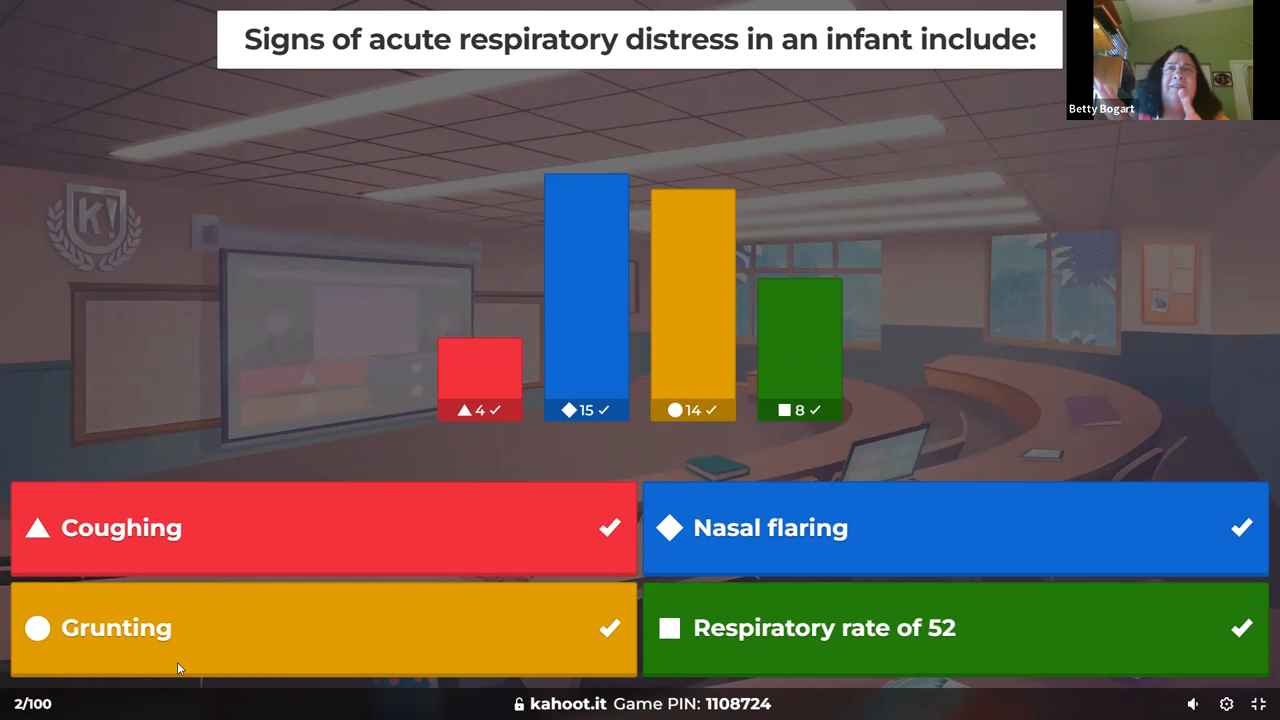 Signs of acute respiratory distress in an infant include:
Betty Bogart
K!
4
15
14
8
Coughing
Nasal flaring
Grunting
Respiratory rate of 52
2/100
kahoot.it Game PIN: 1108724